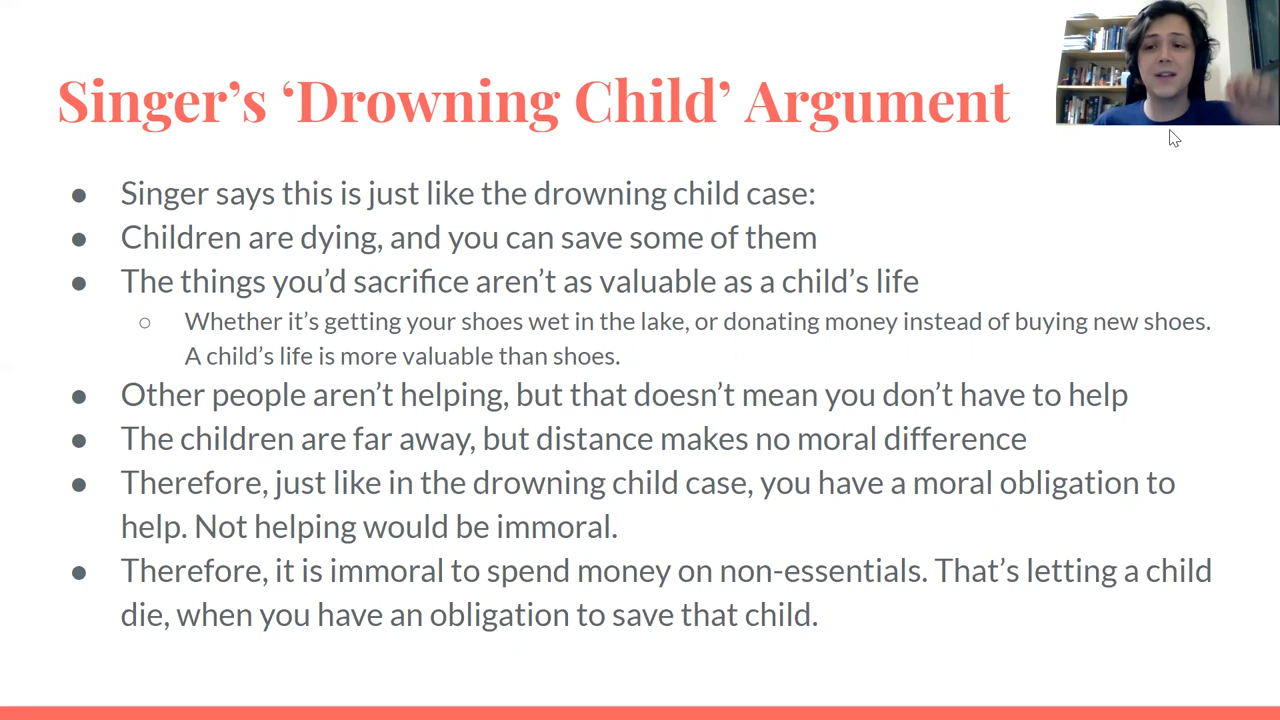 Singer’s ‘Drowning Child’ Argument
● Singer says this is just like the drowning child case:
● Children are dying, and you can save some of them
● The things you’d sacrifice aren’t as valuable as a child’s life
○ Whether it’s getting your shoes wet in the lake, or donating money instead of buying new shoes.
A child’s life is more valuable than shoes.
● Other people aren’t helping, but that doesn’t mean you don’t have to help
● The children are far away, but distance makes no moral difference
● Therefore, just like in the drowning child case, you have a moral obligation to
help. Not helping would be immoral.
● Therefore, it is immoral to spend money on non-essentials. That’s letting a child
die, when you have an obligation to save that child.